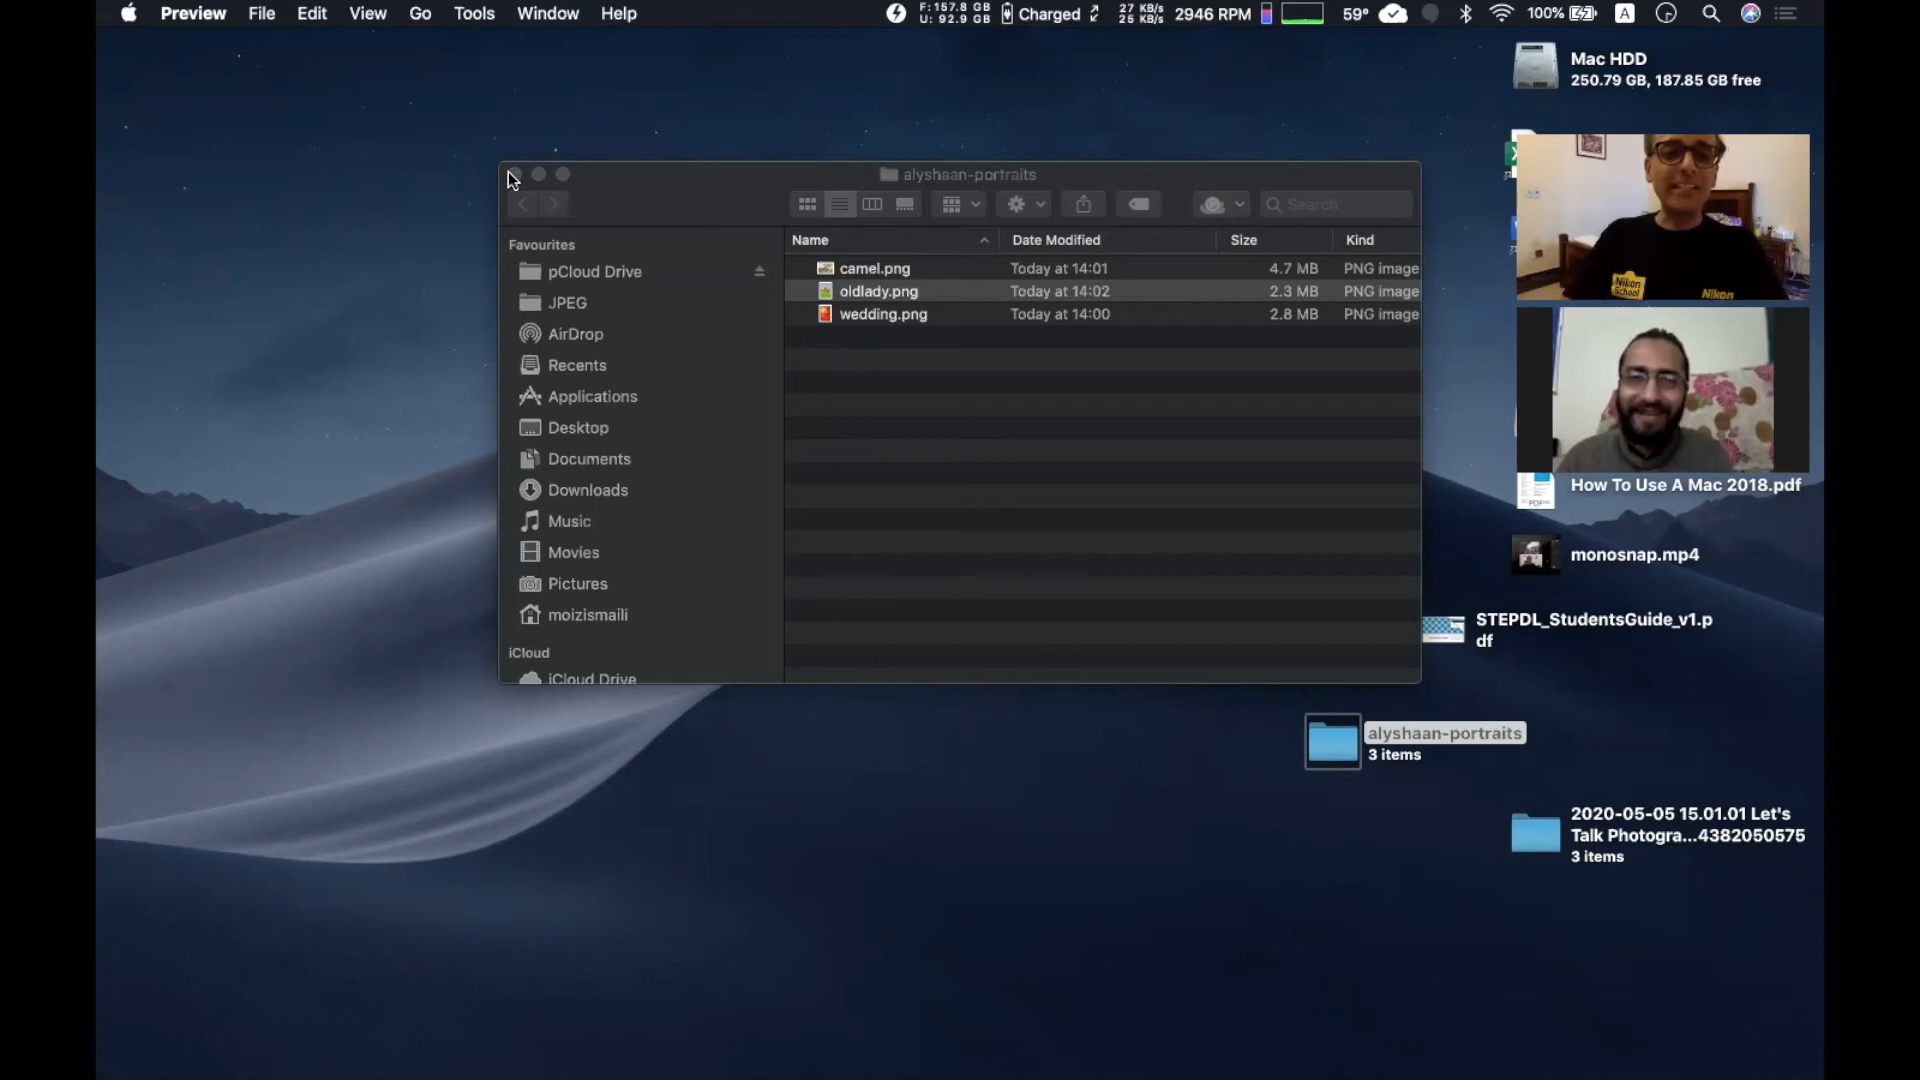 Preview File Edit View Go Tools Window Help
F: 157.8 GB
U: 92.9 GB
Charged
27 KB/s
25 KB/s
2946 RPM
59°
100%
A
Mac HDD
250.79 GB, 187.85 GB free
alyshaan-portraits
Search
Name Date Modified Size Kind
camel.png Today at 14:01 4.7 MB PNG image
oldlady.png Today at 14:02 2.3 MB PNG image
wedding.png Today at 14:00 2.8 MB PNG image
Favourites
pCloud Drive
JPEG
AirDrop
Recents
Applications
Desktop
Documents
Downloads
Music
Movies
Pictures
moizismaili
iCloud
iCloud Drive
Nikon
School
Nikon
PDF
How To Use A Mac 2018.pdf
monosnap.mp4
STEPDL_StudentsGuide_v1.p
df
alyshaan-portraits
3 items
2020-05-05 15.01.01 Let's
Talk Photogra...4382050575
3 items